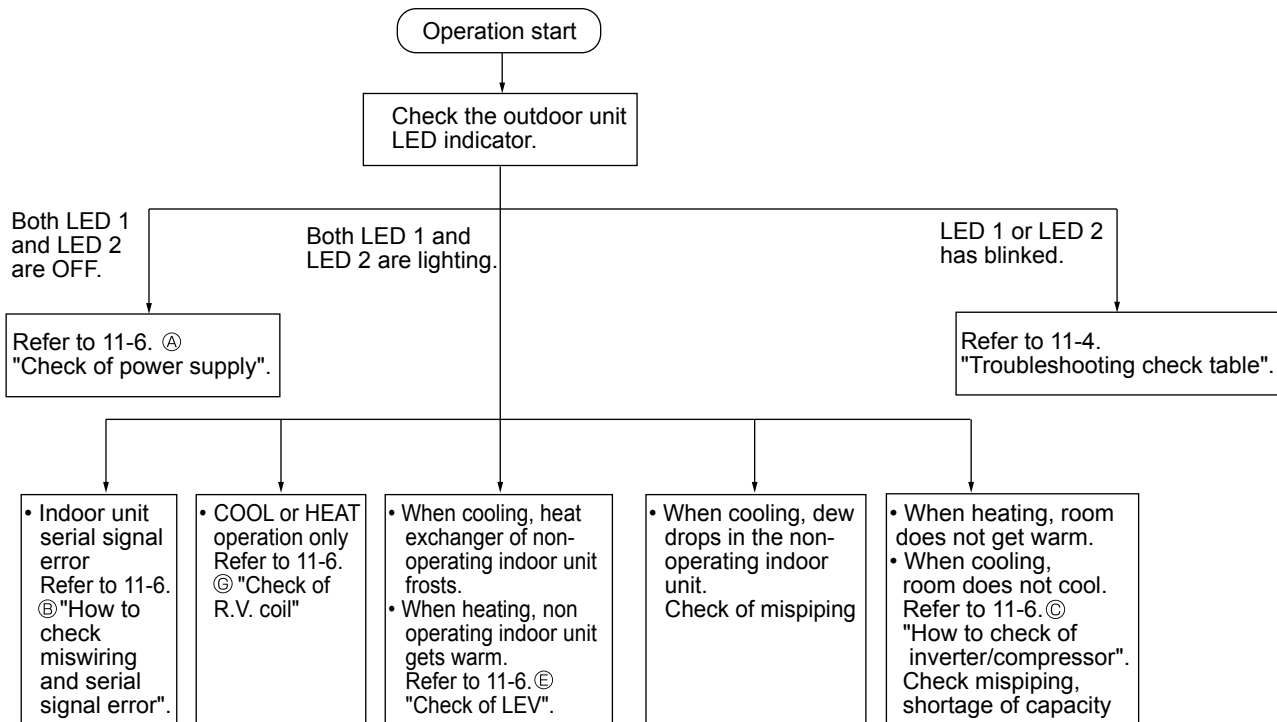 Operation start
Check the outdoor unit
LED indicator.
Both LED 1
and LED 2
are OFF.
Both LED 1 and
LED 2 are lighting.
LED 1 or LED 2
has blinked.
Refer to 11-6. Ⓐ
"Check of power supply".
Refer to 11-4.
"Troubleshooting check table".
• Indoor unit
serial signal
error
Refer to 11-6.
Ⓑ "How to
check
miswiring
and serial
signal error".
• COOL or HEAT
operation only
Refer to 11-6.
Ⓖ "Check of
R.V. coil"
• When cooling, heat
exchanger of non-
operating indoor unit
frosts.
• When heating, non
operating indoor unit
gets warm.
Refer to 11-6. Ⓔ
"Check of LEV".
• When cooling, dew
drops in the non-
operating indoor
unit.
Check of mispiping
• When heating, room
does not get warm.
• When cooling,
room does not cool.
Refer to 11-6. Ⓒ
"How to check of
inverter/compressor".
Check mispiping,
shortage of capacity